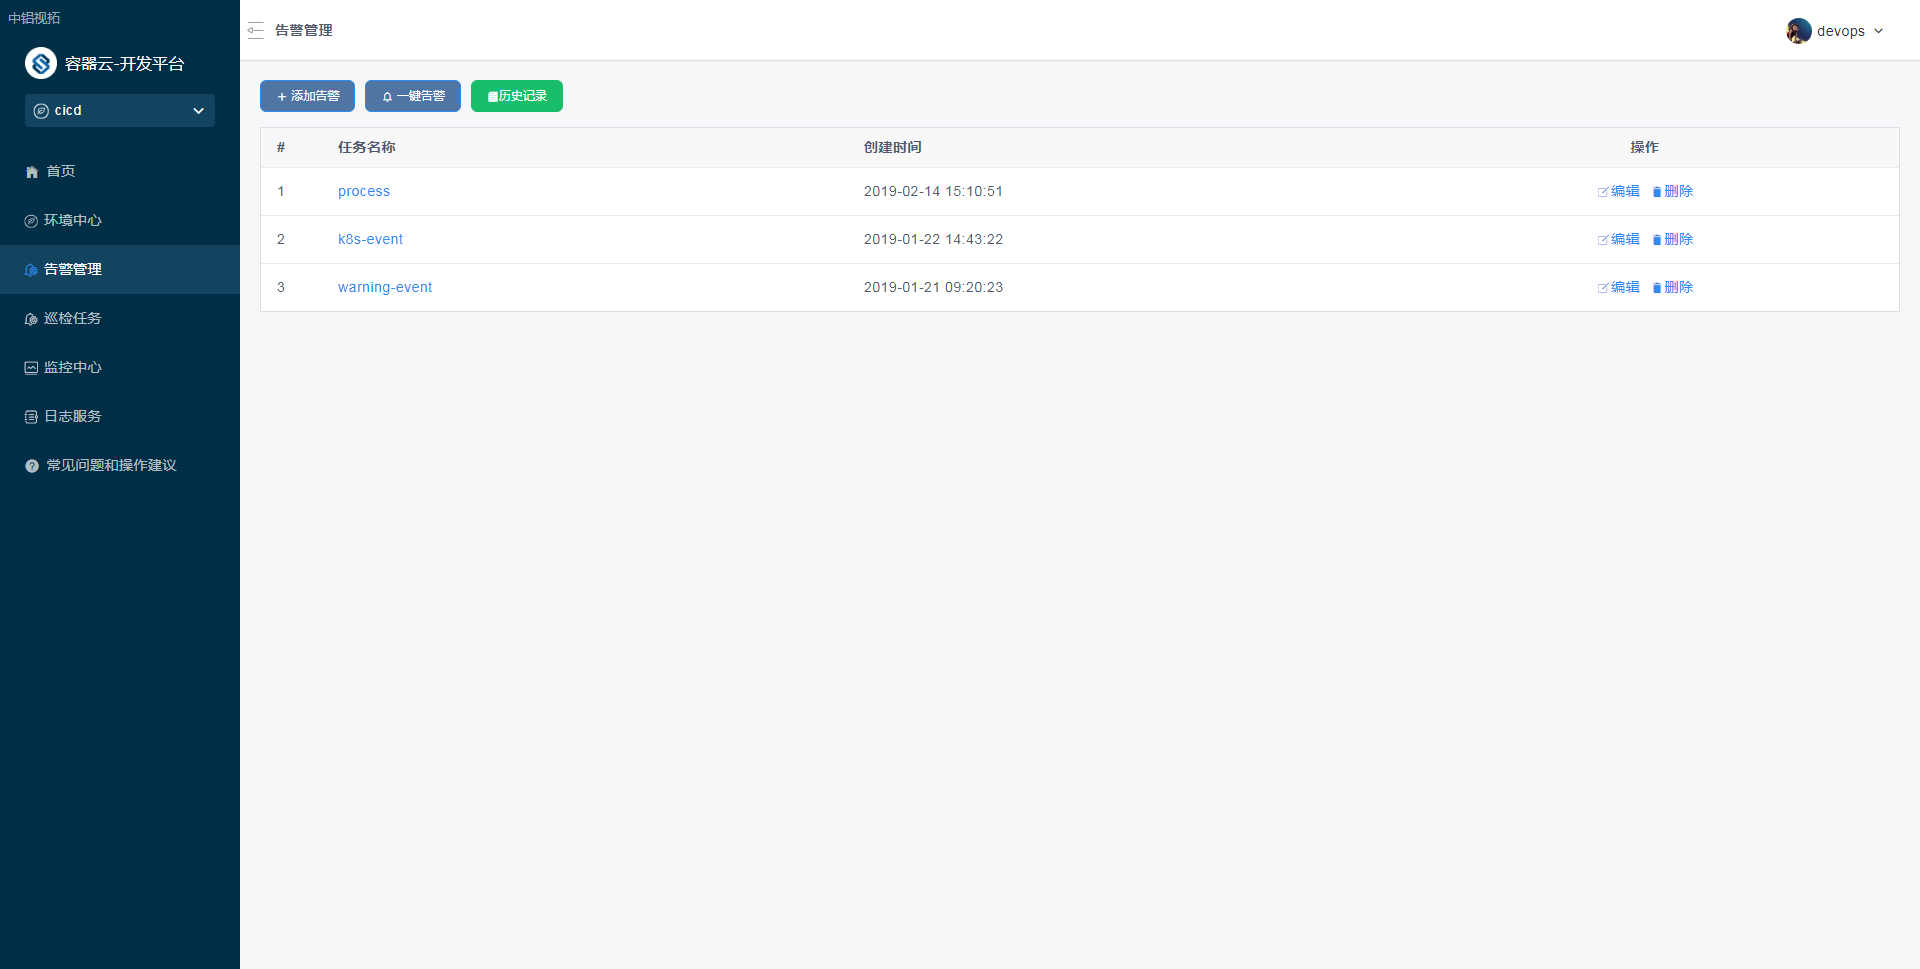 中铝视拓
容器云-开发平台
cicd
首页
环境中心
告警管理
巡检任务
监控中心
日志服务
常见问题和操作建议
告警管理
devops
添加告警 一键告警 历史记录
# 任务名称 创建时间 操作
1 process 2019-02-14 15:10:51 编辑 删除
2 k8s-event 2019-01-22 14:43:22 编辑 删除
3 warning-event 2019-01-21 09:20:23 编辑 删除